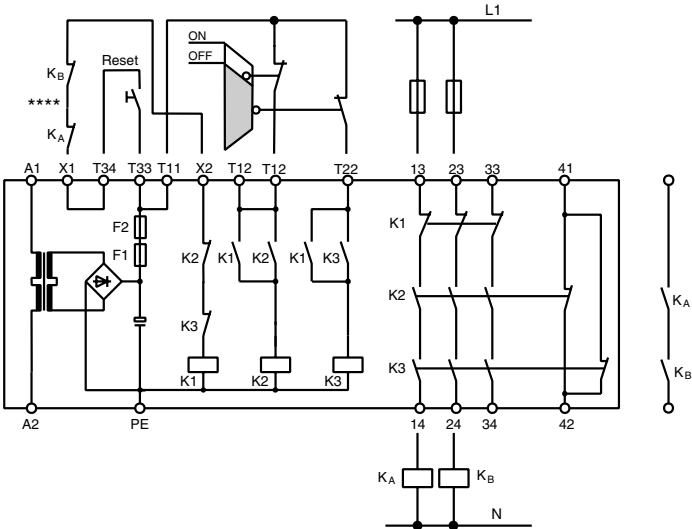 L1
ON
OFF
Reset
KB
****
KA
A1 X1 T34 T33 T11 X2 T12 T12 T22 13 23 33 41
F2
F1
K2 K1 K2 K1 K3
K3
K1 K2 K3
K1
K2
K3
KA
KB
A2 PE 14 24 34 42
KA KB
N